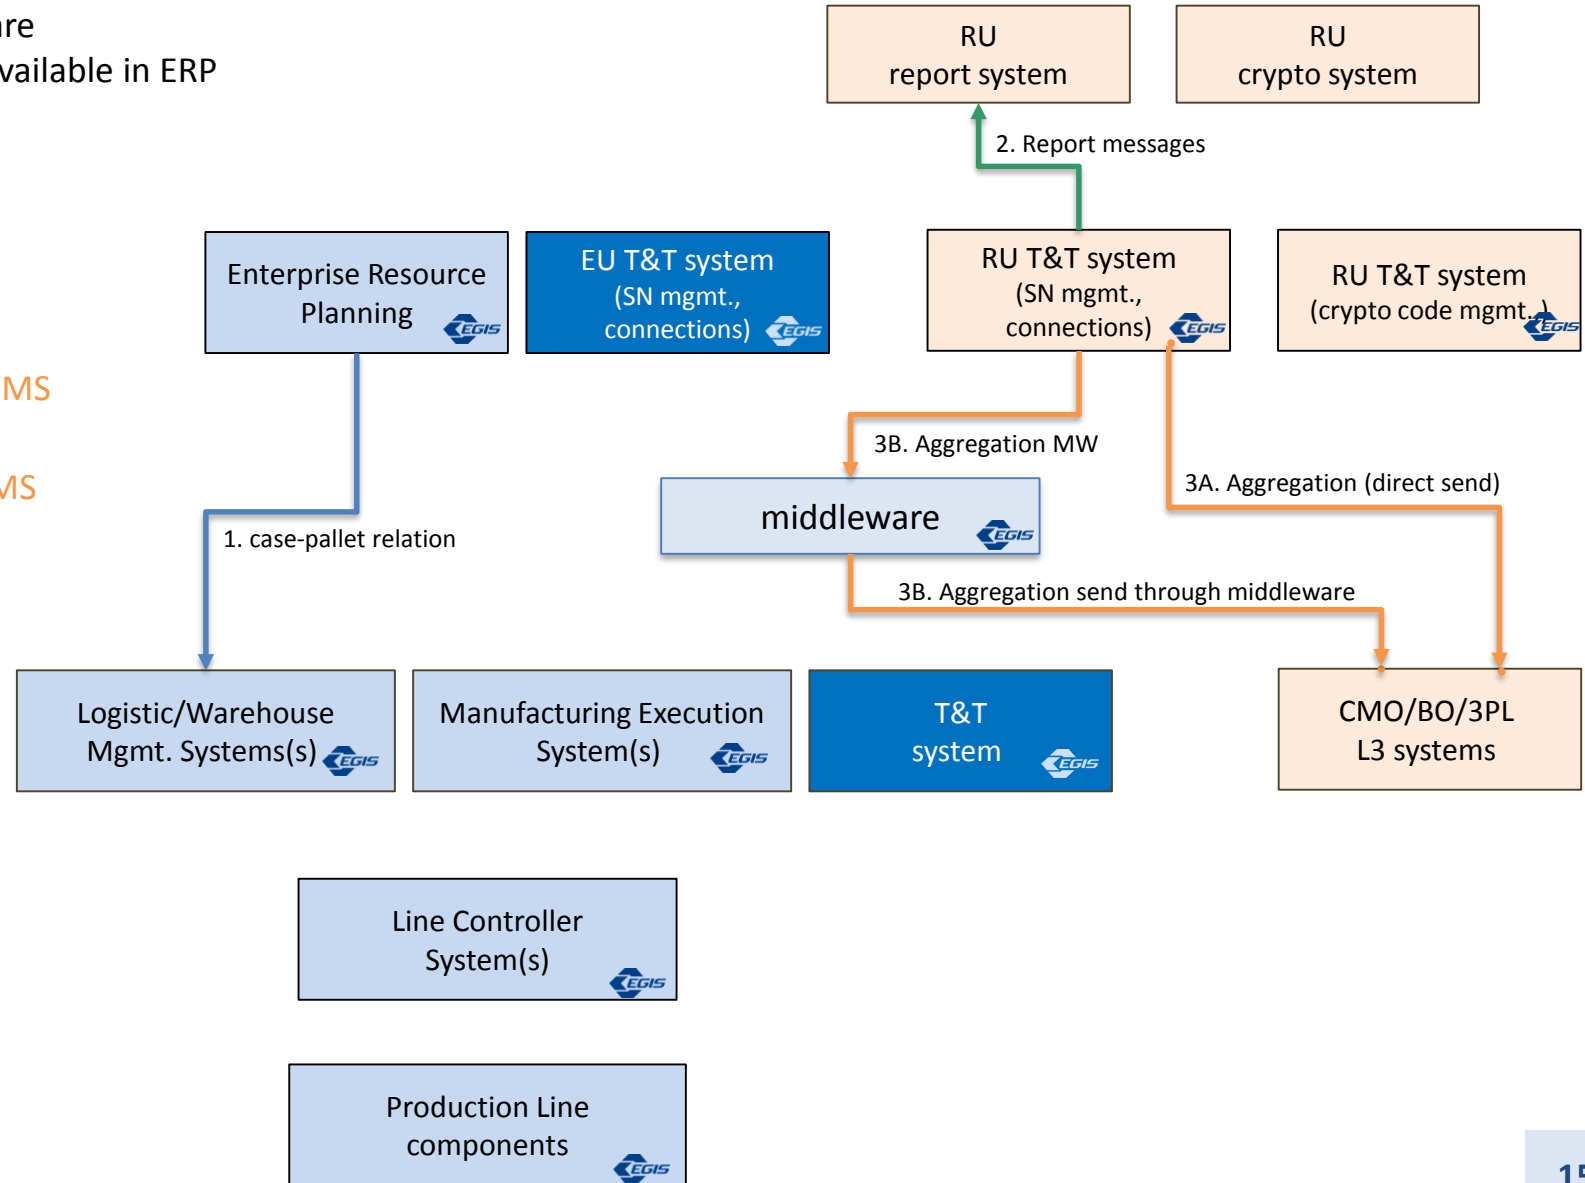 are
vailable in ERP
RU
report system
RU
crypto system
2. Report messages
Enterprise Resource
Planning
EGIS
EU T&T system
(SN mgmt.,
connections)
EGIS
RU T&T system
(SN mgmt.,
connections)
EGIS
RU T&T system
(crypto code mgmt.,)
EGIS
MS
MS
3B. Aggregation MW
3A. Aggregation (direct send)
middleware
EGIS
1. case-pallet relation
3B. Aggregation send through middleware
Logistic/Warehouse
Mgmt. Systems(s)
EGIS
Manufacturing Execution
System(s)
EGIS
T&T
system
EGIS
CMO/BO/3PL
L3 systems
Line Controller
System(s)
EGIS
Production Line
components
EGIS
15